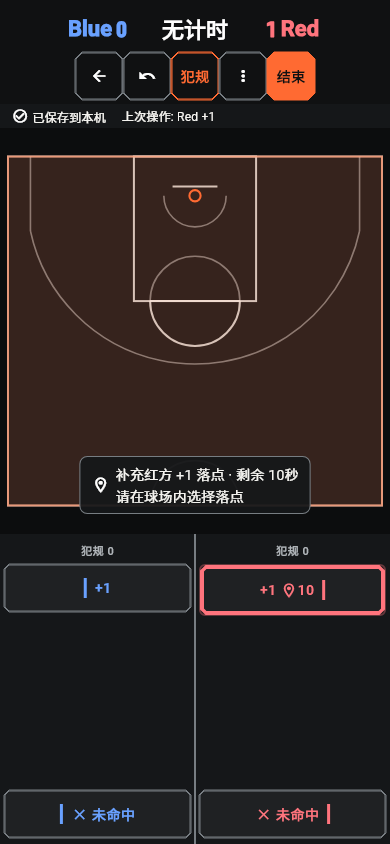 Blue 0 无计时 1 Red
犯规 结束
已保存到本机 上次操作: Red +1
补充红方 +1 落点 · 剩余 10秒
请在球场内选择落点
犯规 0 犯规 0
+1 +1 10
未命中 未命中